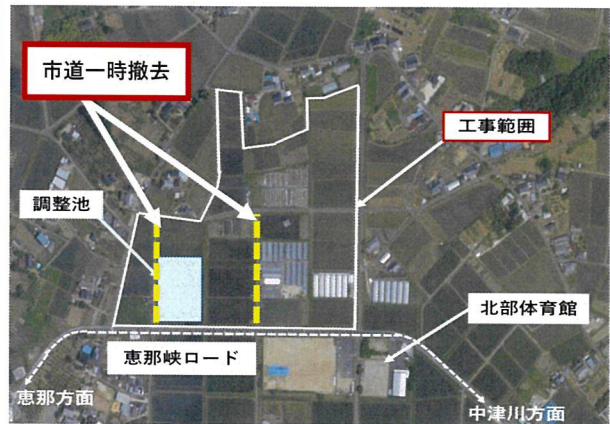 市道一時撤去
工事範囲
調整池
北部体育館
恵那峡ロード
恵那方面
中津川方面